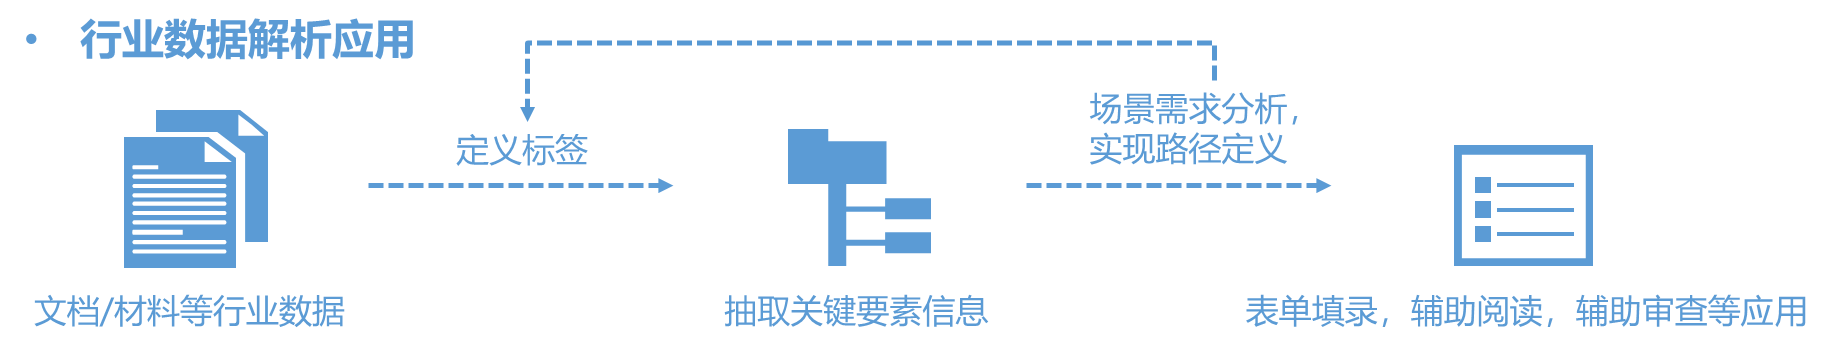 • 行业数据解析应用
场景需求分析，
实现路径定义
定义标签
文档/材料等行业数据
抽取关键要素信息
表单填录，辅助阅读，辅助审查等应用